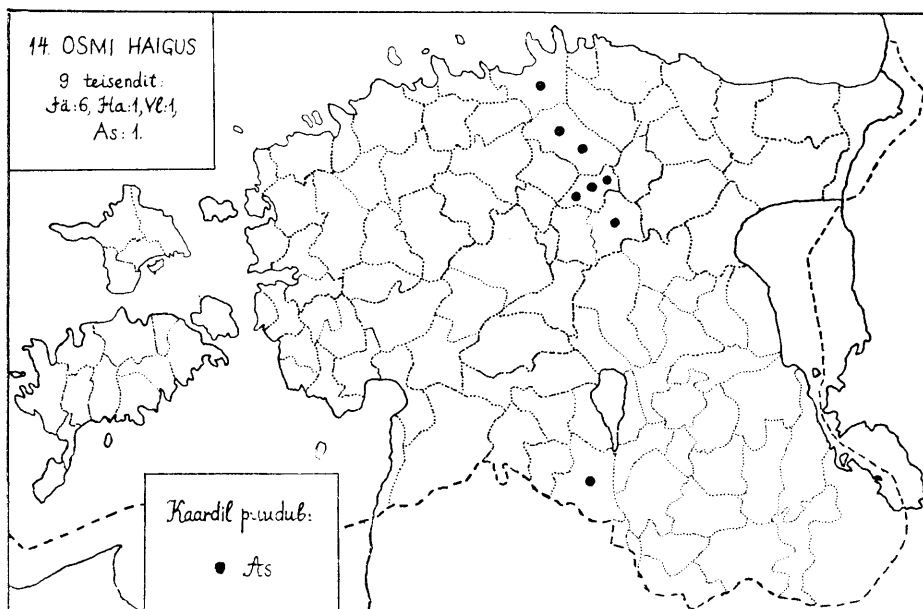 14. OSMI HAIGUS
9 teisendit:
Jä:6, Ha:1, Vl:1,
As: 1.
Kaardil puudub:
● As